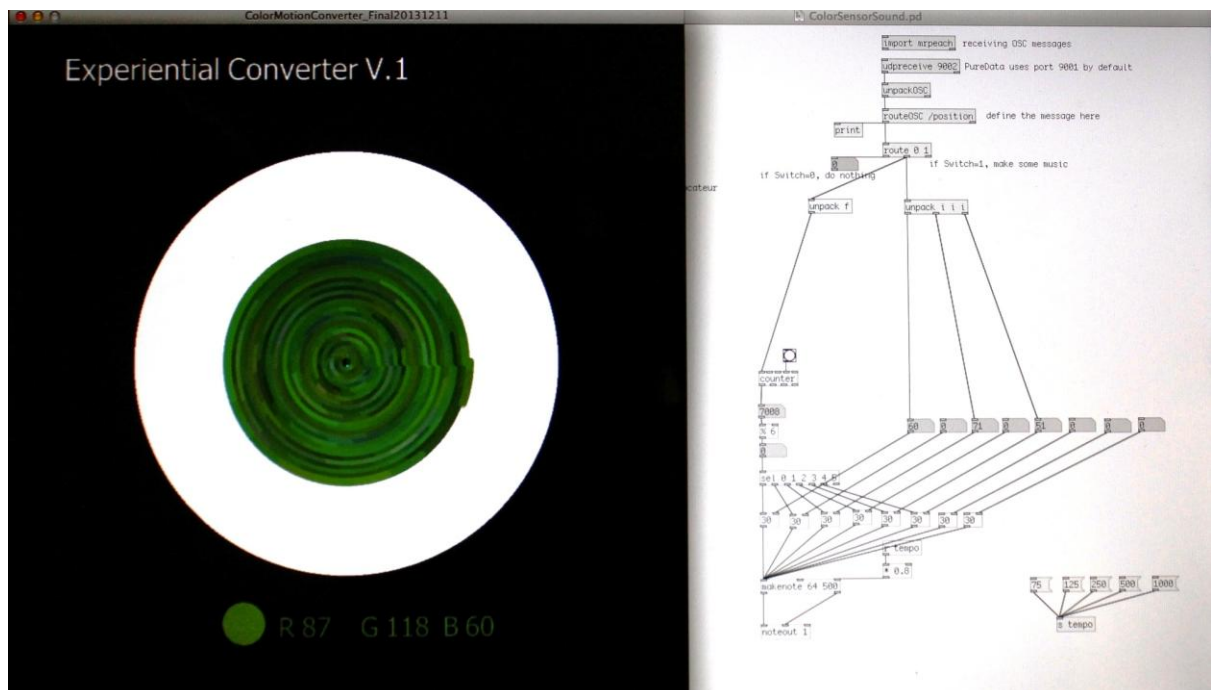 ColorMotionConverter_Final20131211
Experiential Converter V.1
R 87 G 118 B 60
ColorSensorSound.pd
import mrpeach receiving OSC messages
udpreceive 9002 PureData uses port 9001 by default
unpackOSC
routeOSC /position define the message here
print
route 0 1
if Switch=1, make some music
if Switch=0, do nothing
ocateur
unpack f
unpack i i i
counter
7008
% 6
0
60 0 71 0 51 0 0 0
sel 0 1 2 3 4 5
30 30 30 30 30 30 30 30
r tempo
* 0.8
makenote 64 500
noteout 1
75 125 250 500 1000
s tempo